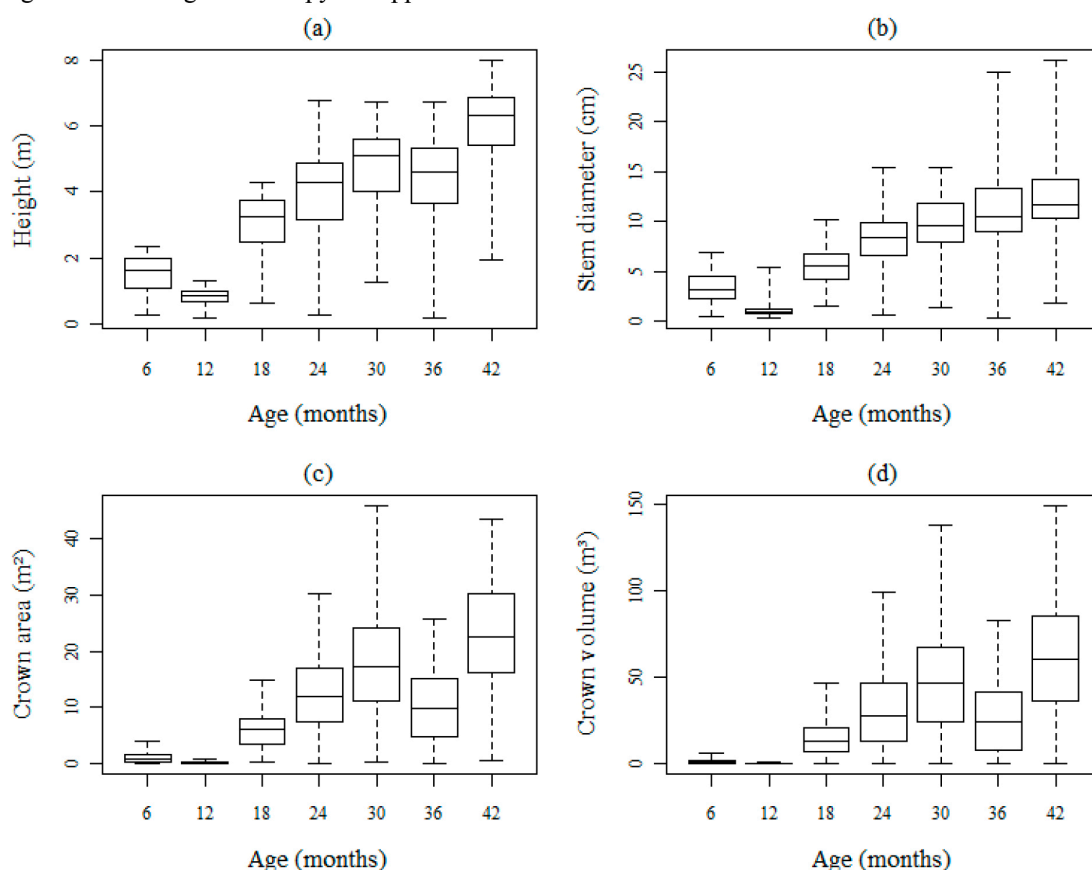 (a)
Height (m)
8
6
4
2
0
6 12 18 24 30 36 42
Age (months)
(b)
Stem diameter (cm)
25
20
15
10
5
0
6 12 18 24 30 36 42
Age (months)
(c)
Crown area (m²)
40
30
20
10
0
6 12 18 24 30 36 42
Age (months)
(d)
Crown volume (m³)
150
100
50
0
6 12 18 24 30 36 42
Age (months)